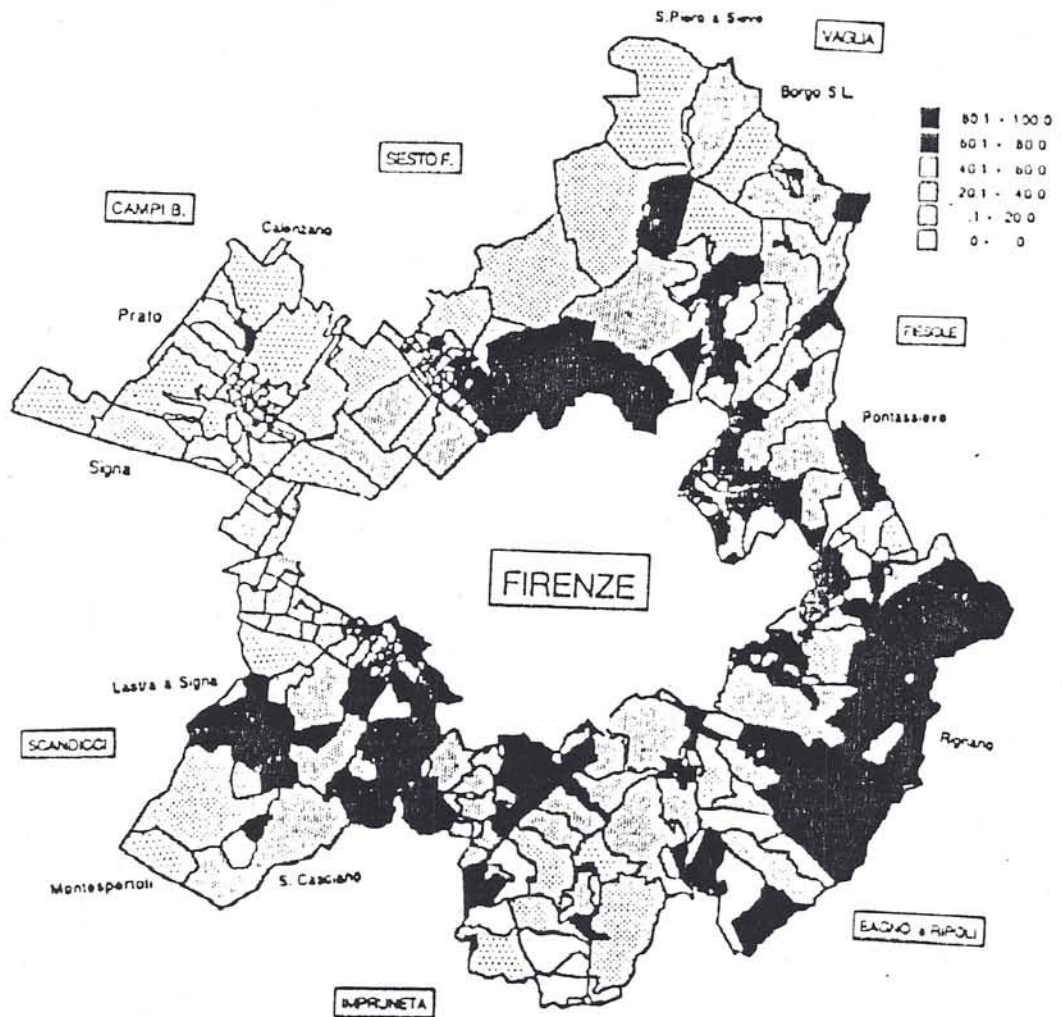 S. Piero a Sieve
VAGLIA
Borgo S L.
SESTO F.
CAMPI B.
Calenzano
Prato
Signa
80.1 - 100.0
60.1 - 80.0
40.1 - 60.0
20.1 - 40.0
.1 - 20.0
0 - 0
FIESOLE
Pontassieve
FIRENZE
Lastra a Signa
SCANDICCI
Rignano
Montespertoli
S. Casciano
BAGNO a RIPOLI
IMPRUNETA